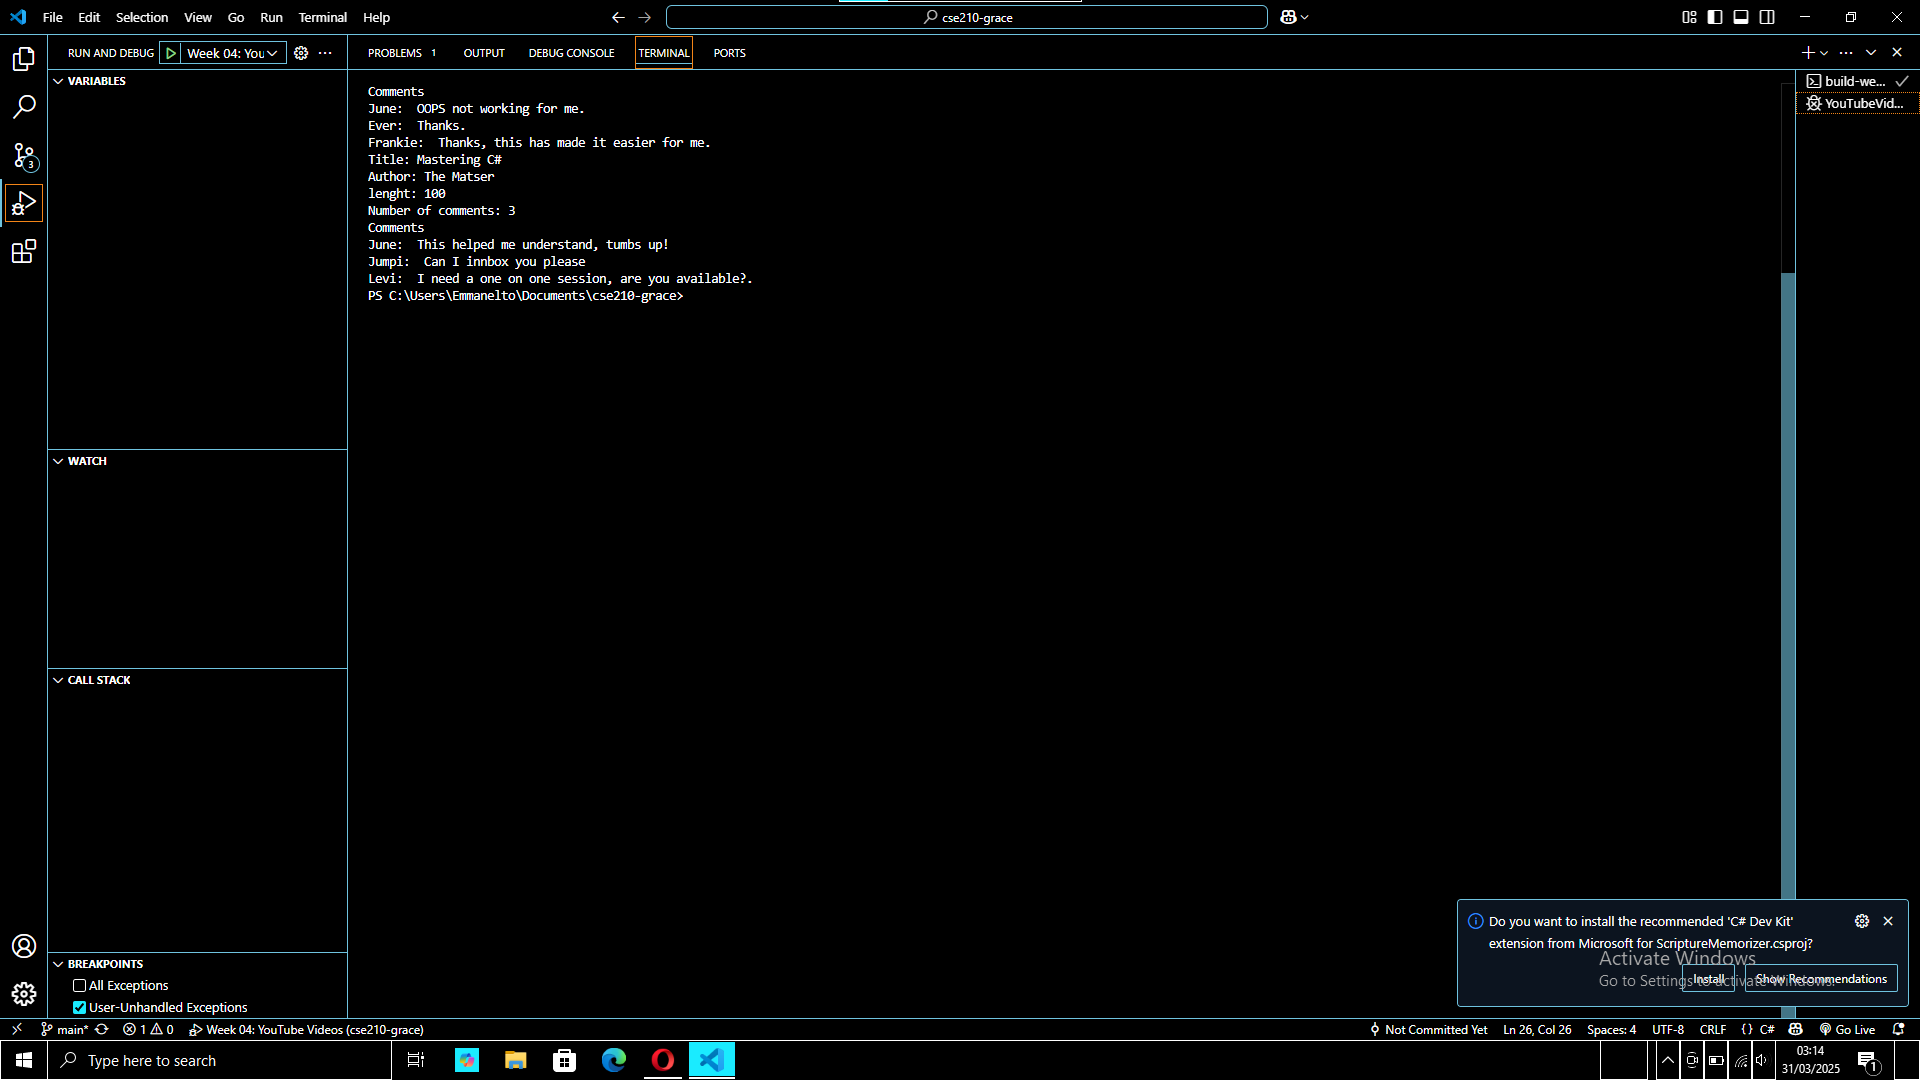 File Edit Selection View Go Run Terminal Help
cse210-grace
RUN AND DEBUG Week 04: You
PROBLEMS 1 OUTPUT DEBUG CONSOLE TERMINAL PORTS
VARIABLES
WATCH
CALL STACK
BREAKPOINTS
All Exceptions
User-Unhandled Exceptions
3
Comments
June:  OOPS not working for me.
Ever:  Thanks.
Frankie:  Thanks, this has made it easier for me.
Title: Mastering C#
Author: The Matser
lenght: 100
Number of comments: 3
Comments
June:  This helped me understand, tumbs up!
Jumpi:  Can I innbox you please
Levi:  I need a one on one session, are you available?.
PS C:\Users\Emmanelto\Documents\cse210-grace>
build-we...
YouTubeVid...
Do you want to install the recommended 'C# Dev Kit'
extension from Microsoft for ScriptureMemorizer.csproj?
Install Show Recommendations
Activate Windows
Go to Settings to activate Windows.
main* 1 0 Week 04: YouTube Videos (cse210-grace)
Not Committed Yet Ln 26, Col 26 Spaces: 4 UTF-8 CRLF {} C# Go Live
Type here to search
03:14
31/03/2025
1